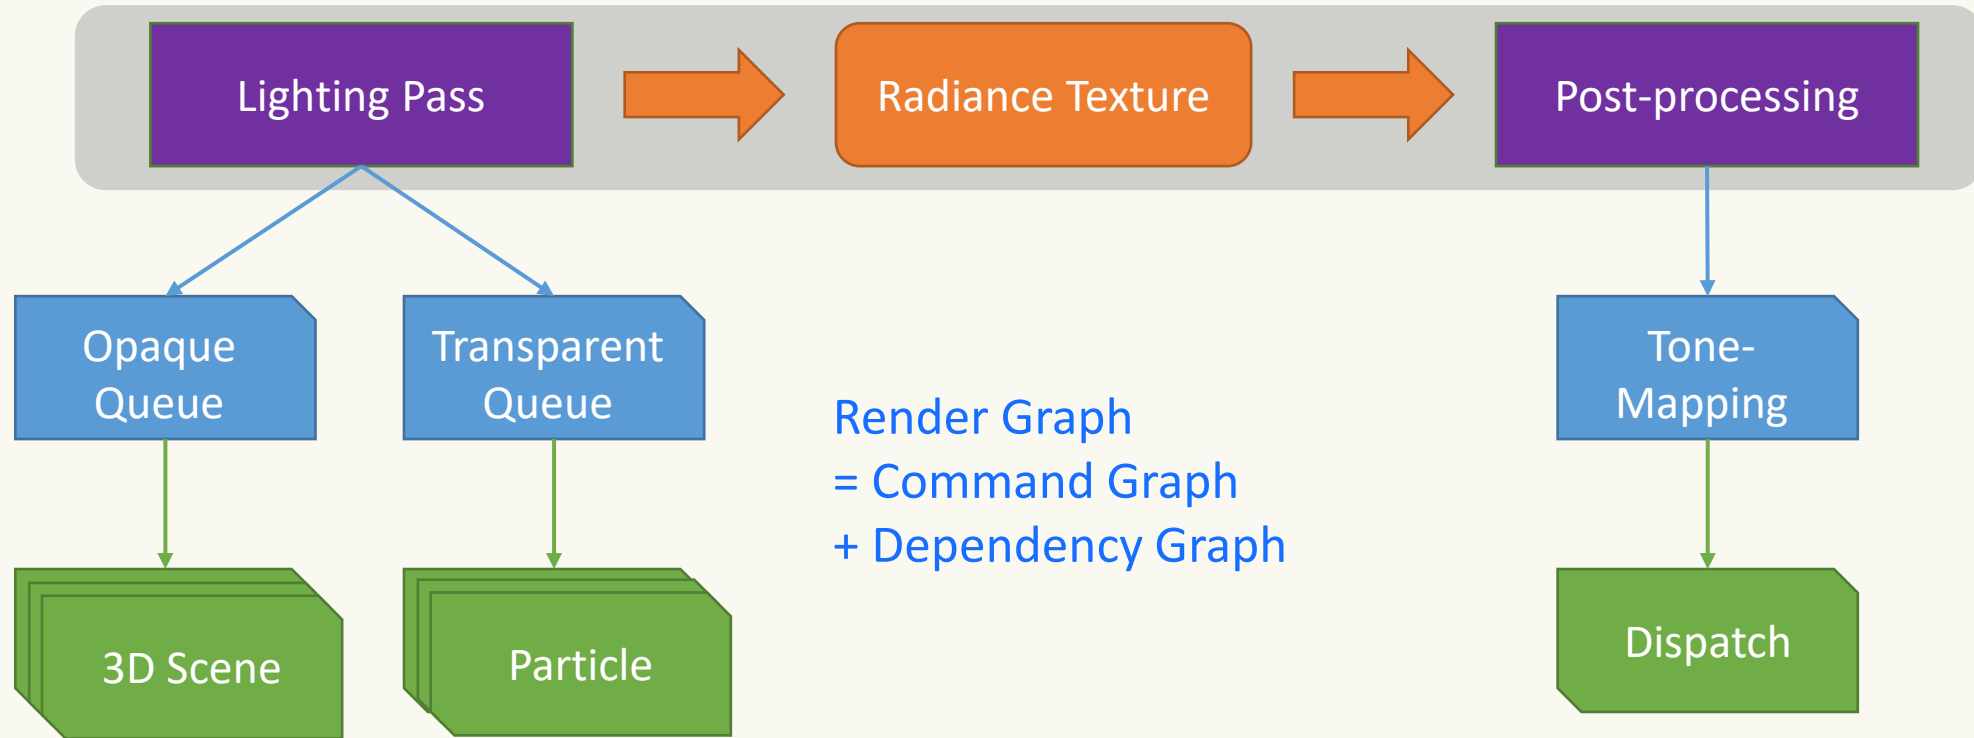 Lighting Pass
Radiance Texture
Post-processing
Opaque
Queue
Transparent
Queue
Tone-
Mapping
Render Graph
= Command Graph
+ Dependency Graph
3D Scene
Particle
Dispatch